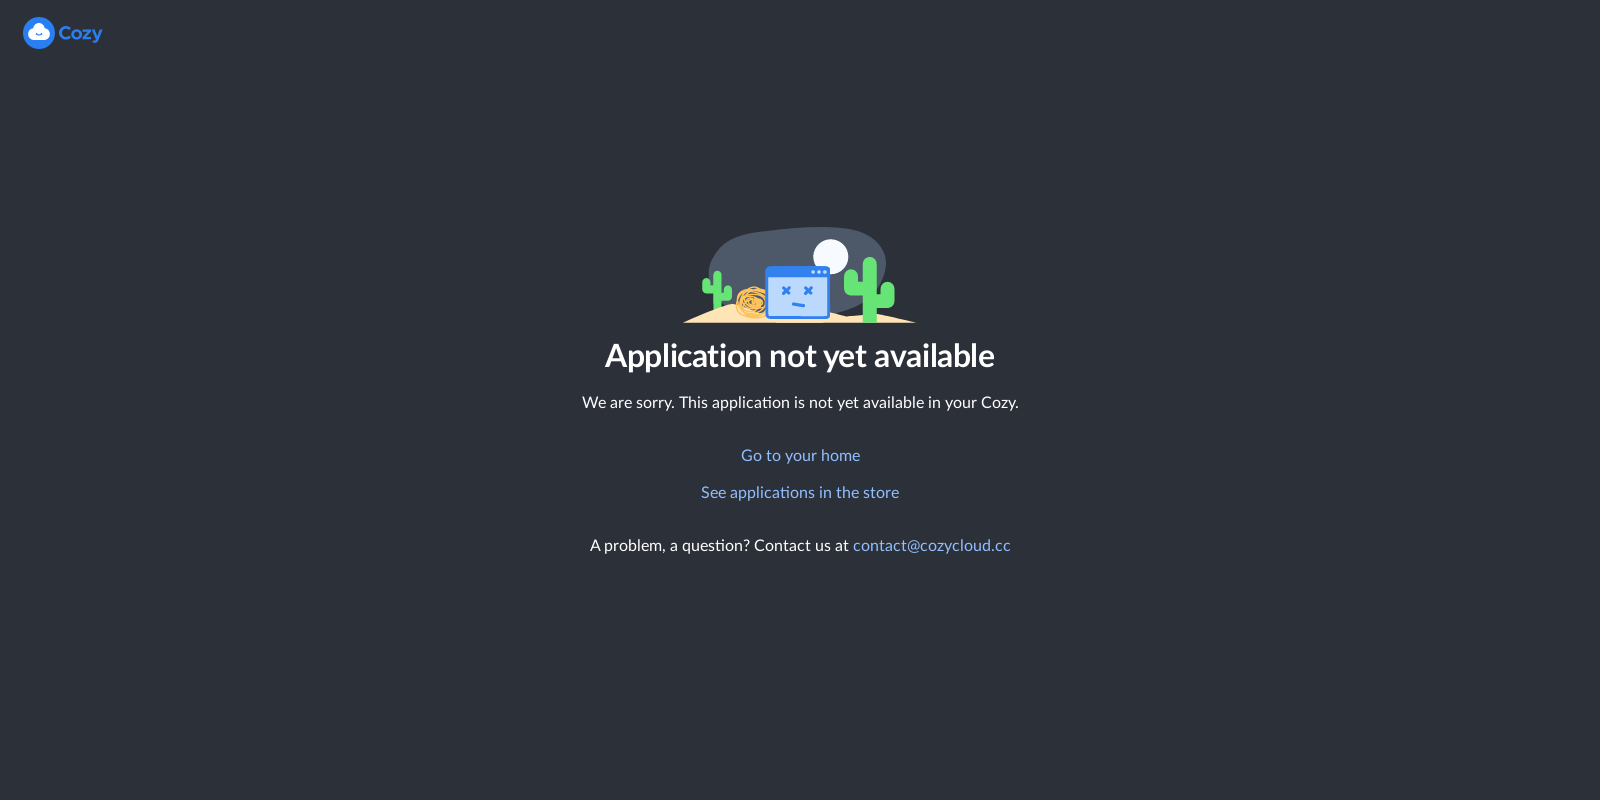 Cozy
Application not yet available
We are sorry. This application is not yet available in your Cozy.
Go to your home
See applications in the store
A problem, a question? Contact us at contact@cozycloud.cc